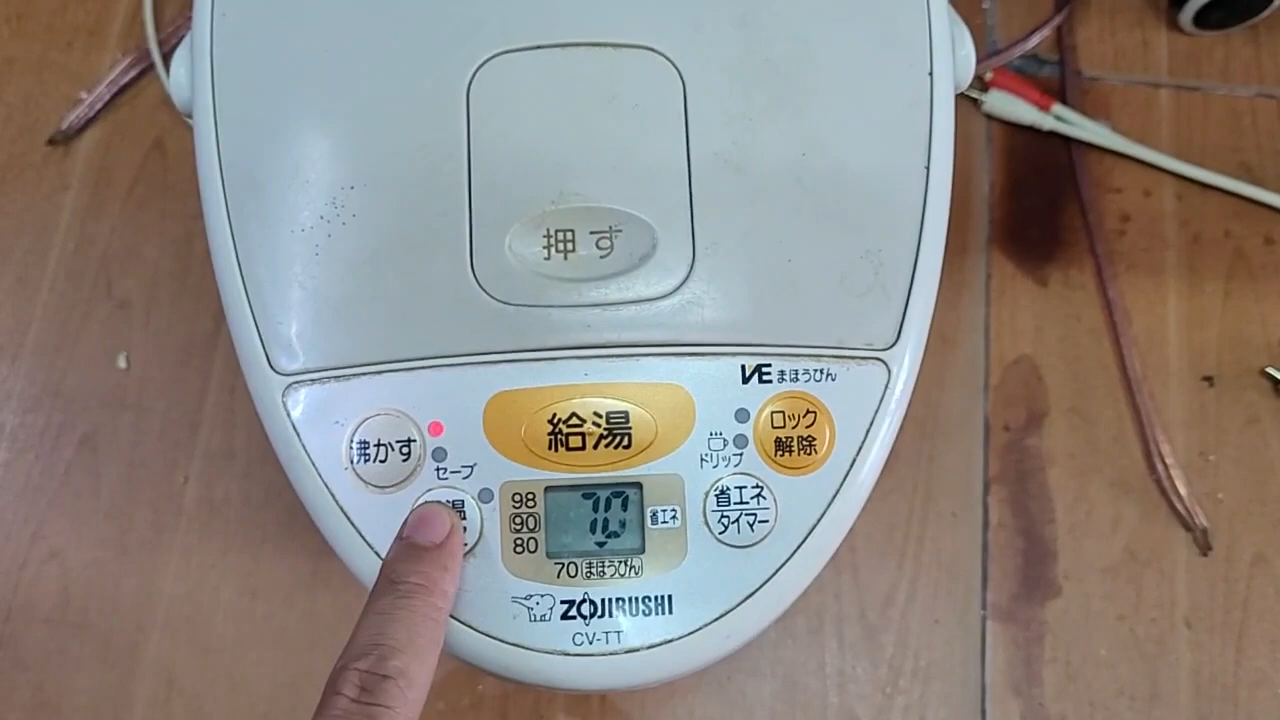 押す
VE まほうびん
給湯
ロック
解除
沸かす
セーブ
ドリップ
温
98
90
80
70
省エネ
省エネ
タイマー
70 まほうびん
ZOJIRUSHI
CV-TT